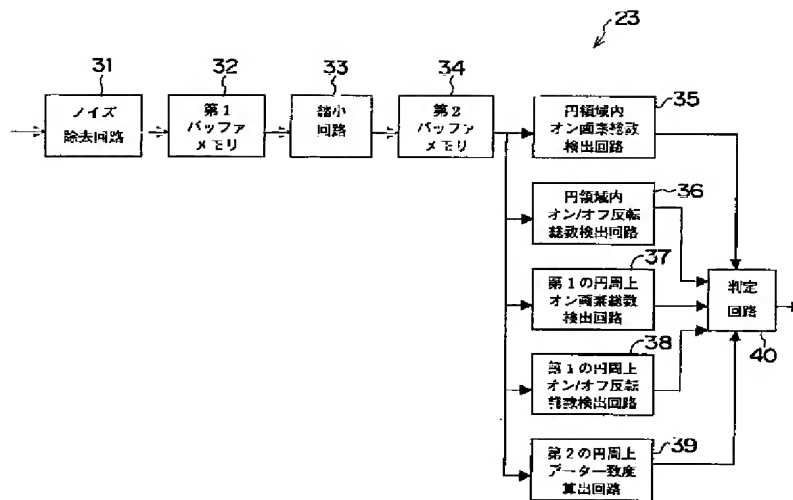 23
31
ノイズ
除去回路
32
第1
バッファ
メモリ
33
縮小
回路
34
第2
バッファ
メモリ
35
円領域内
オン画素総数
検出回路
36
円領域内
オン/オフ反転
総数検出回路
37
第1の円周上
オン画素総数
検出回路
38
第1の円周上
オン/オフ反転
総数検出回路
39
第2の円周上
データ一致度
算出回路
判定
回路
40